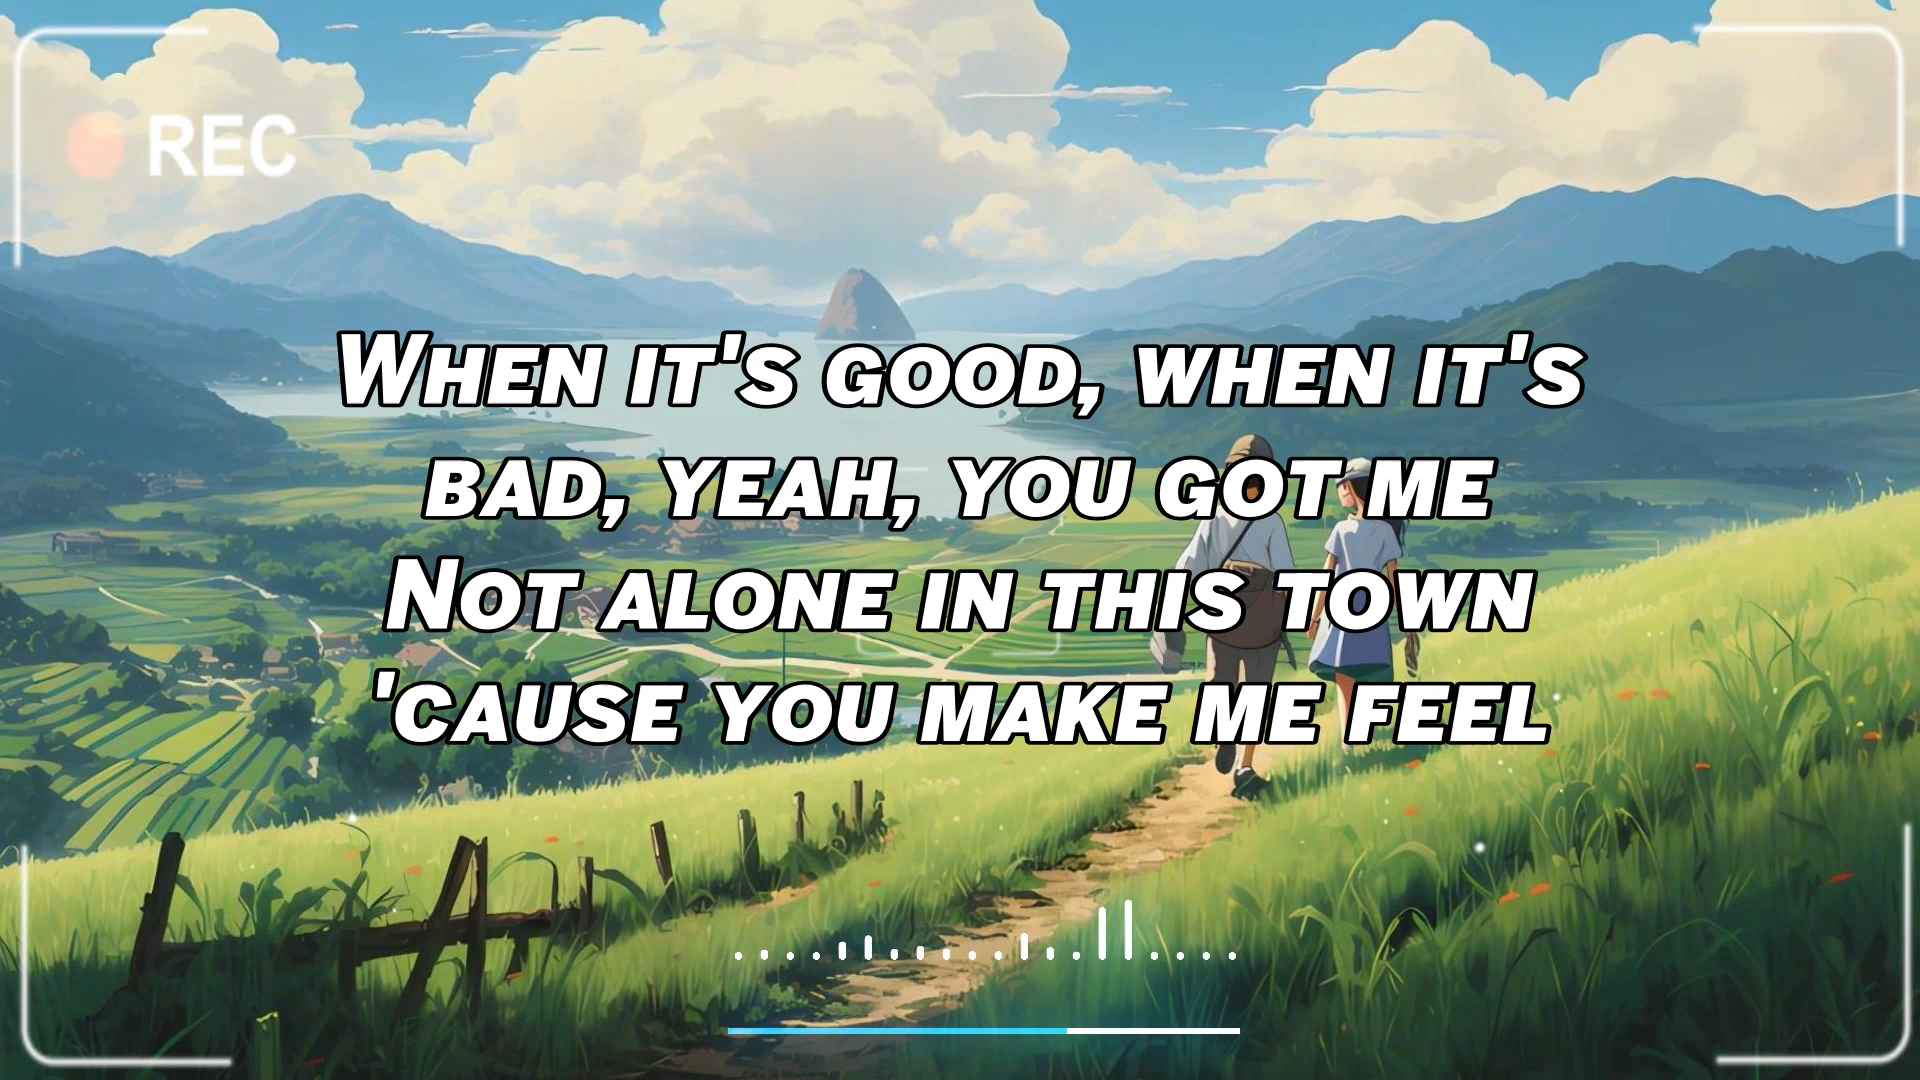 REC
When it's good, when it's
bad, yeah, you got me
Not alone in this town
'cause you make me feel